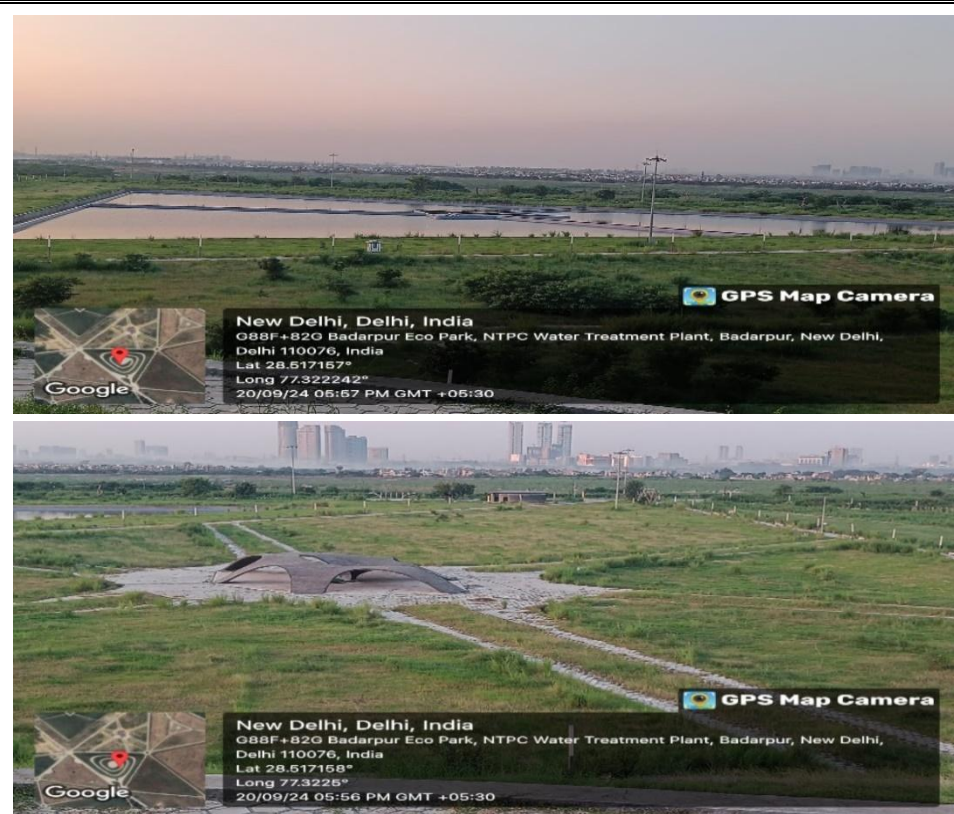 GPS Map Camera
New Delhi, Delhi, India
G88F+82G Badarpur Eco Park, NTPC Water Treatment Plant, Badarpur, New Delhi,
Delhi 110076, India
Lat 28.517157°
Long 77.322242°
20/09/24 05:57 PM GMT +05:30
Google
GPS Map Camera
New Delhi, Delhi, India
G88F+82G Badarpur Eco Park, NTPC Water Treatment Plant, Badarpur, New Delhi,
Delhi 110076, India
Lat 28.517158°
Long 77.3225°
20/09/24 05:56 PM GMT +05:30
Google